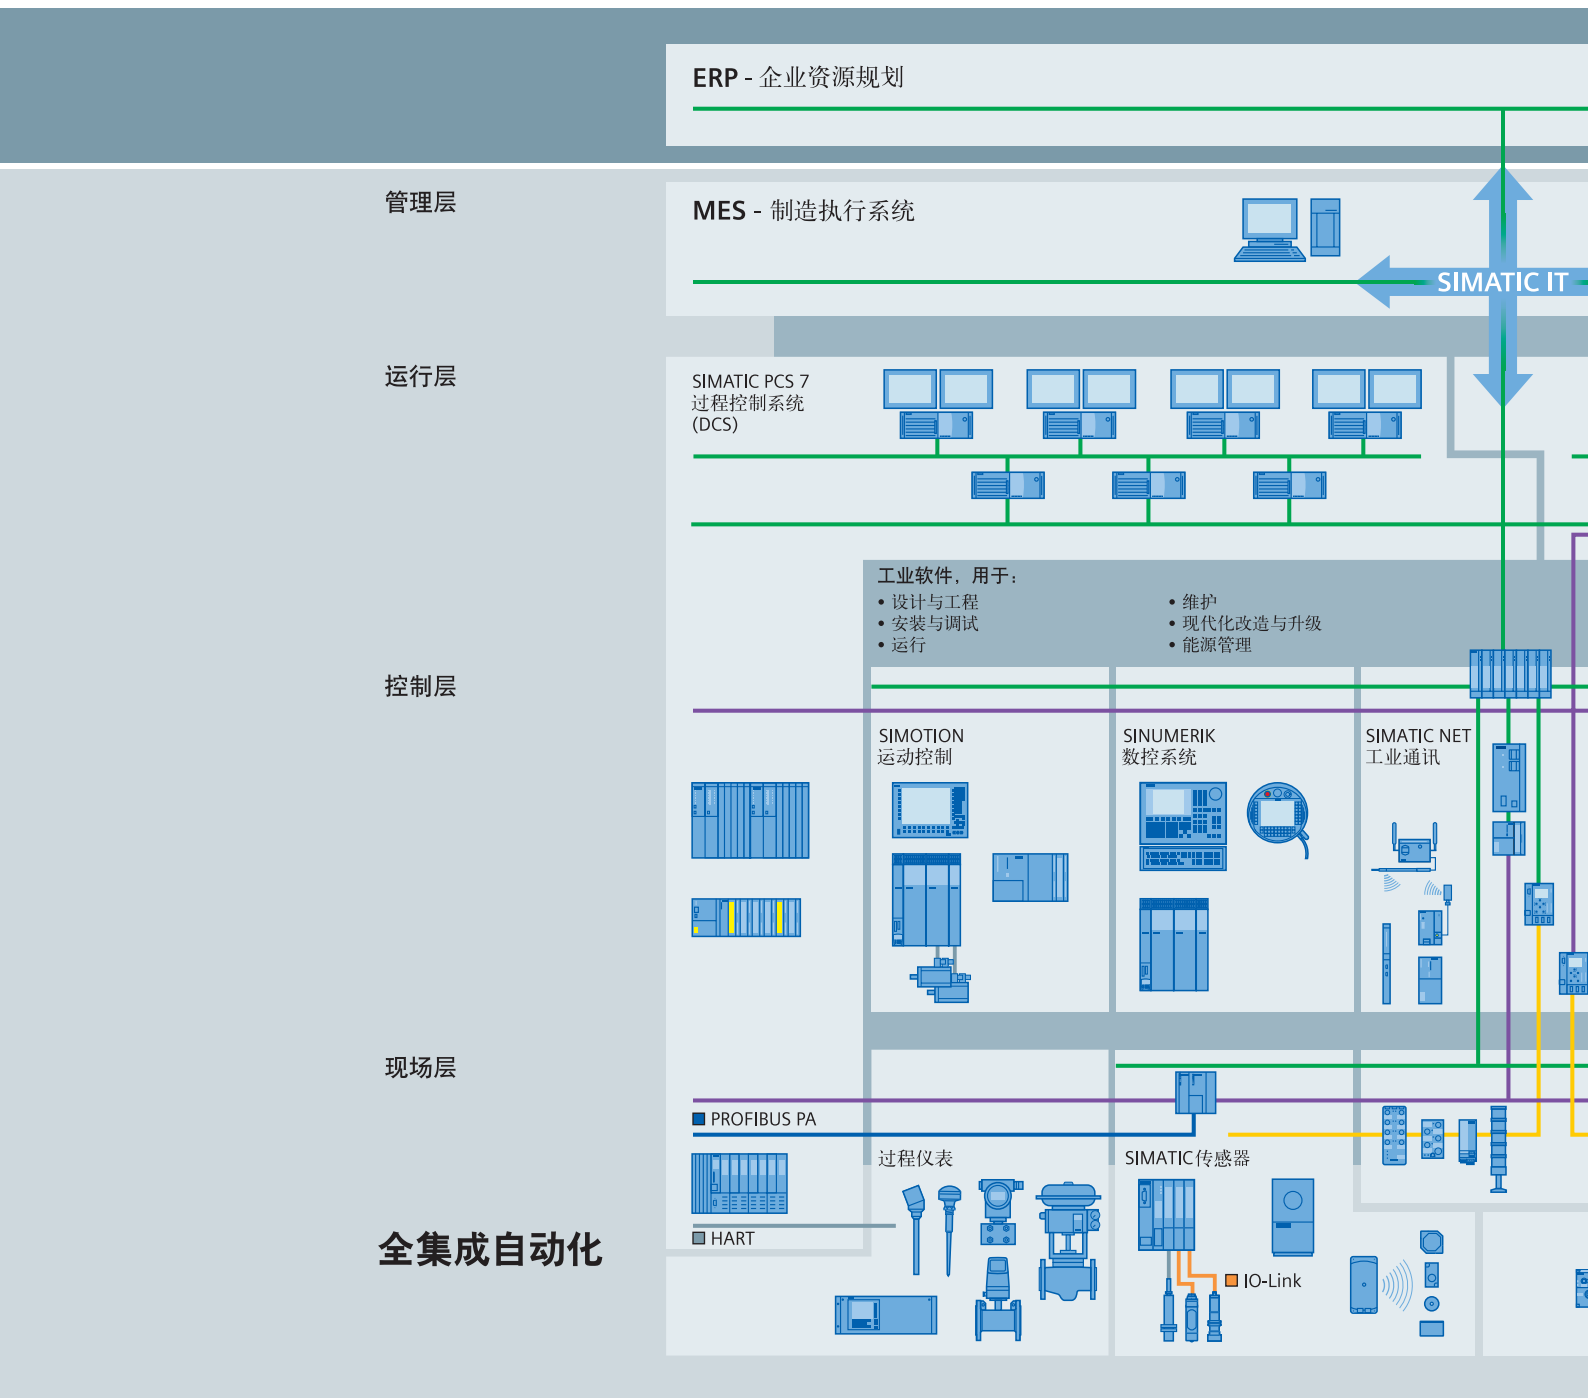 ERP - 企业资源规划
管理层
MES - 制造执行系统
SIMATIC IT
运行层
SIMATIC PCS 7
过程控制系统
(DCS)
工业软件，用于：
• 设计与工程
• 安装与调试
• 运行
• 维护
• 现代化改造与升级
• 能源管理
控制层
SIMOTION
运动控制
SINUMERIK
数控系统
SIMATIC NET
工业通讯
现场层
PROFIBUS PA
过程仪表
SIMATIC传感器
HART
IO-Link
全集成自动化